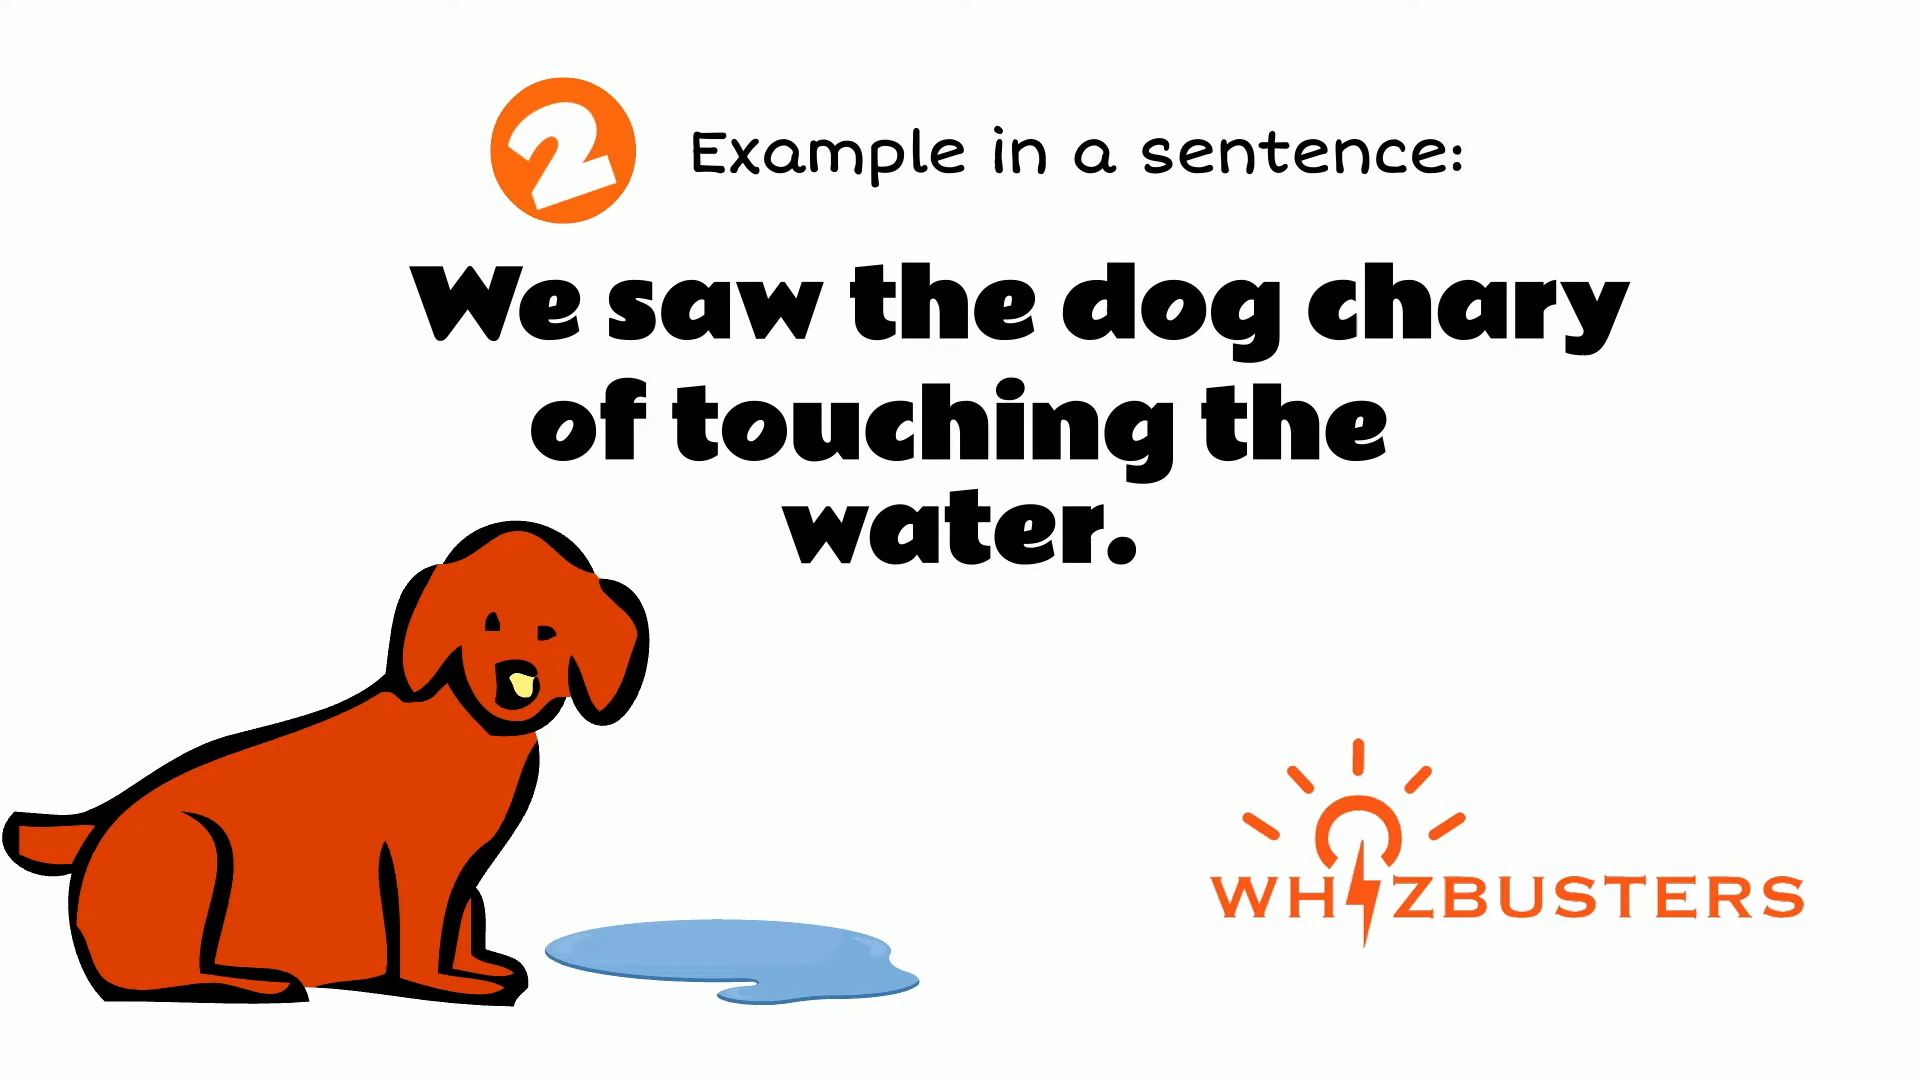 2 Example in a sentence:
We saw the dog chary
of touching the
water.
WHIZBUSTERS